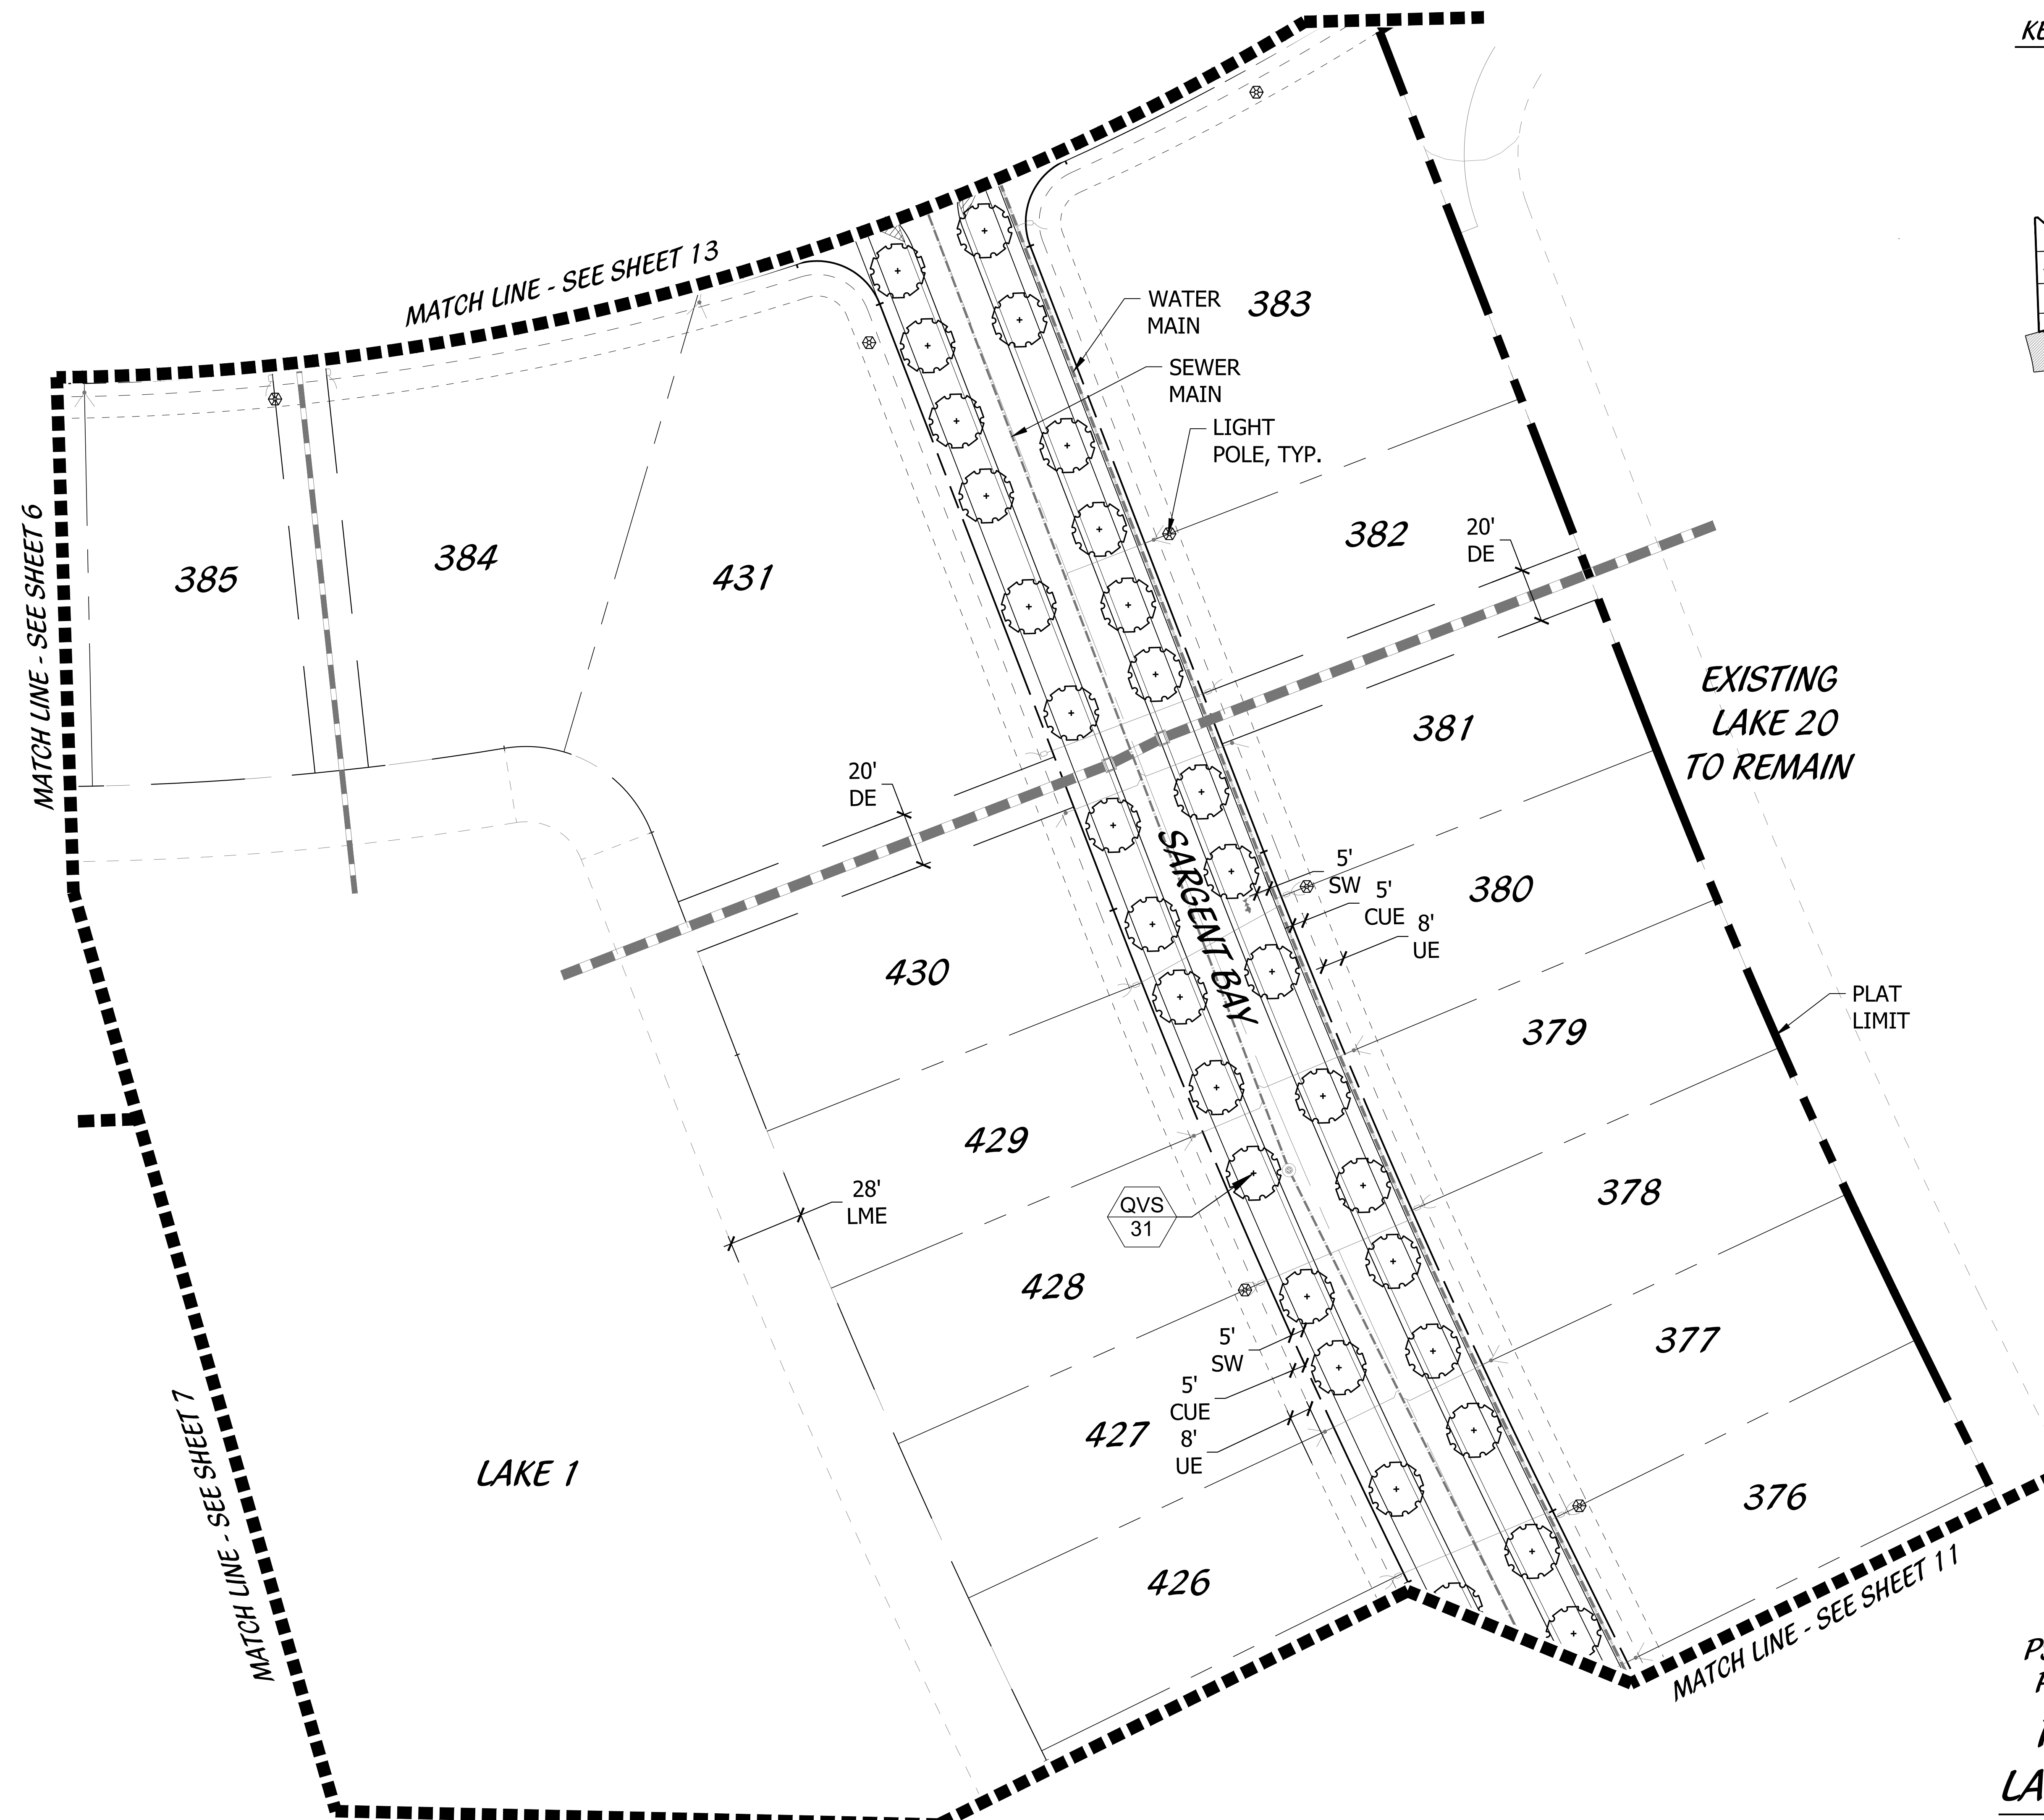 KE
MATCH LINE - SEE SHEET 13
WATER
MAIN
383
SEWER
MAIN
LIGHT
POLE, TYP.
MATCH LINE - SEE SHEET 6
385
384
431
382
20'
DE
EXISTING
LAKE 20
TO REMAIN
381
20'
DE
SARGENT BAY
5'
SW
5'
CUE
8'
UE
380
430
379
PLAT
LIMIT
429
378
28'
LME
QVS
31
428
377
5'
SW
5'
CUE
8'
UE
427
MATCH LINE - SEE SHEET 7
LAKE 1
376
426
MATCH LINE - SEE SHEET 11
LA